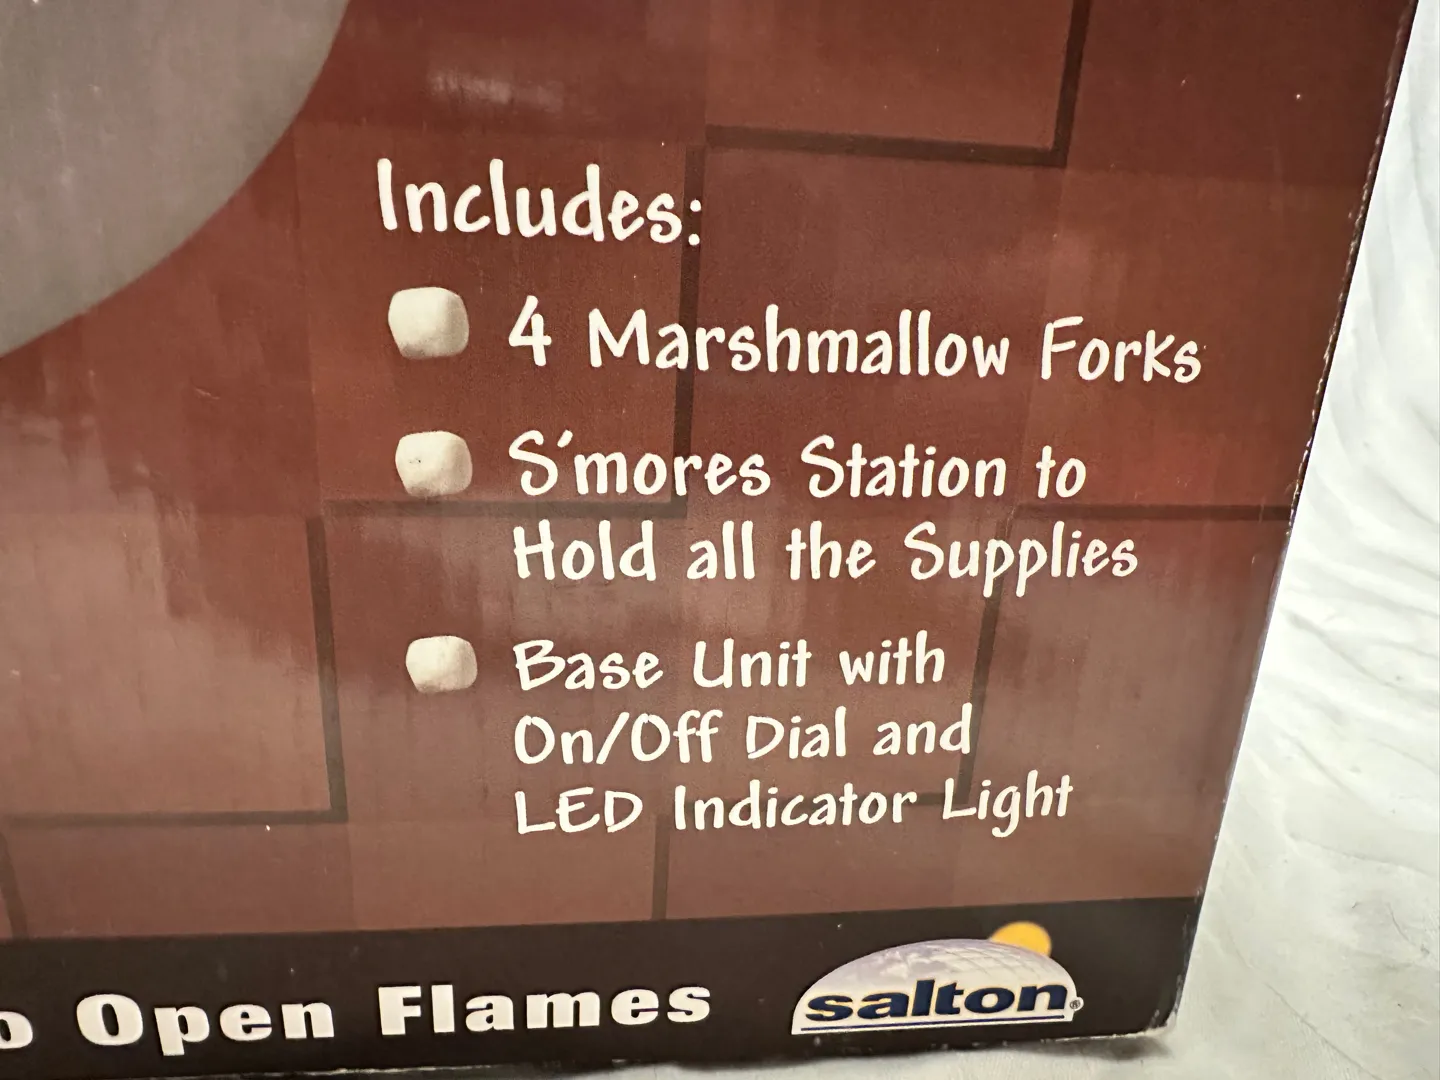 Includes:
4 Marshmallow Forks
S'mores Station to
Hold all the Supplies
Base Unit with
On/Off Dial and
LED Indicator Light
Open Flames
salton®